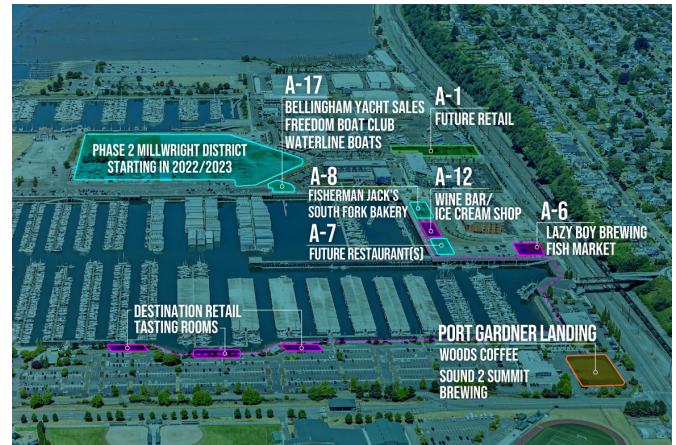 A-17
BELLINGHAM YACHT SALES
FREEDOM BOAT CLUB
WATERLINE BOATS
A-1
FUTURE RETAIL
PHASE 2 MILLWRIGHT DISTRICT
STARTING IN 2022/2023
A-8
FISHERMAN JACK'S
SOUTH FORK BAKERY
A-12
WINE BAR/
ICE CREAM SHOP
A-7
FUTURE RESTAURANT(S)
A-6
LAZY BOY BREWING
FISH MARKET
DESTINATION RETAIL
TASTING ROOMS
PORT GARDNER LANDING
WOODS COFFEE
SOUND 2 SUMMIT
BREWING